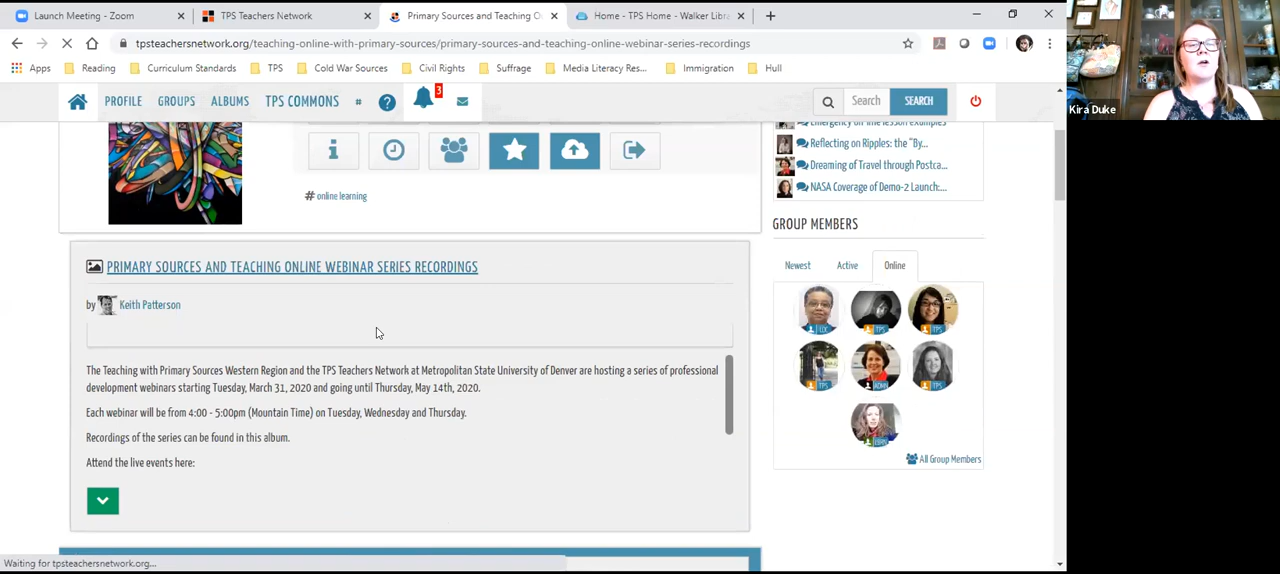 Launch Meeting - Zoom
TPS Teachers Network
Primary Sources and Teaching O
Home - TPS Home - Walker Libra
tpsteachersnetwork.org/teaching-online-with-primary-sources/primary-sources-and-teaching-online-webinar-series-recordings
Apps Reading Curriculum Standards TPS Cold War Sources Civil Rights Suffrage Media Literacy Res... Immigration Hull
PROFILE GROUPS ALBUMS TPS COMMONS # ? 3 Search SEARCH
Kira Duke
# online learning
Emergency off time lesson examples
Reflecting on Ripples: the "By...
Dreaming of Travel through Postca...
NASA Coverage of Demo-2 Launch:...
GROUP MEMBERS
Newest Active Online
TPS TPS
TPS ADMN TPS
All Group Members
PRIMARY SOURCES AND TEACHING ONLINE WEBINAR SERIES RECORDINGS
by Keith Patterson
The Teaching with Primary Sources Western Region and the TPS Teachers Network at Metropolitan State University of Denver are hosting a series of professional
development webinars starting Tuesday, March 31, 2020 and going until Thursday, May 14th, 2020.
Each webinar will be from 4:00 - 5:00pm (Mountain Time) on Tuesday, Wednesday and Thursday.
Recordings of the series can be found in this album.
Attend the live events here:
Waiting for tpsteachersnetwork.org...